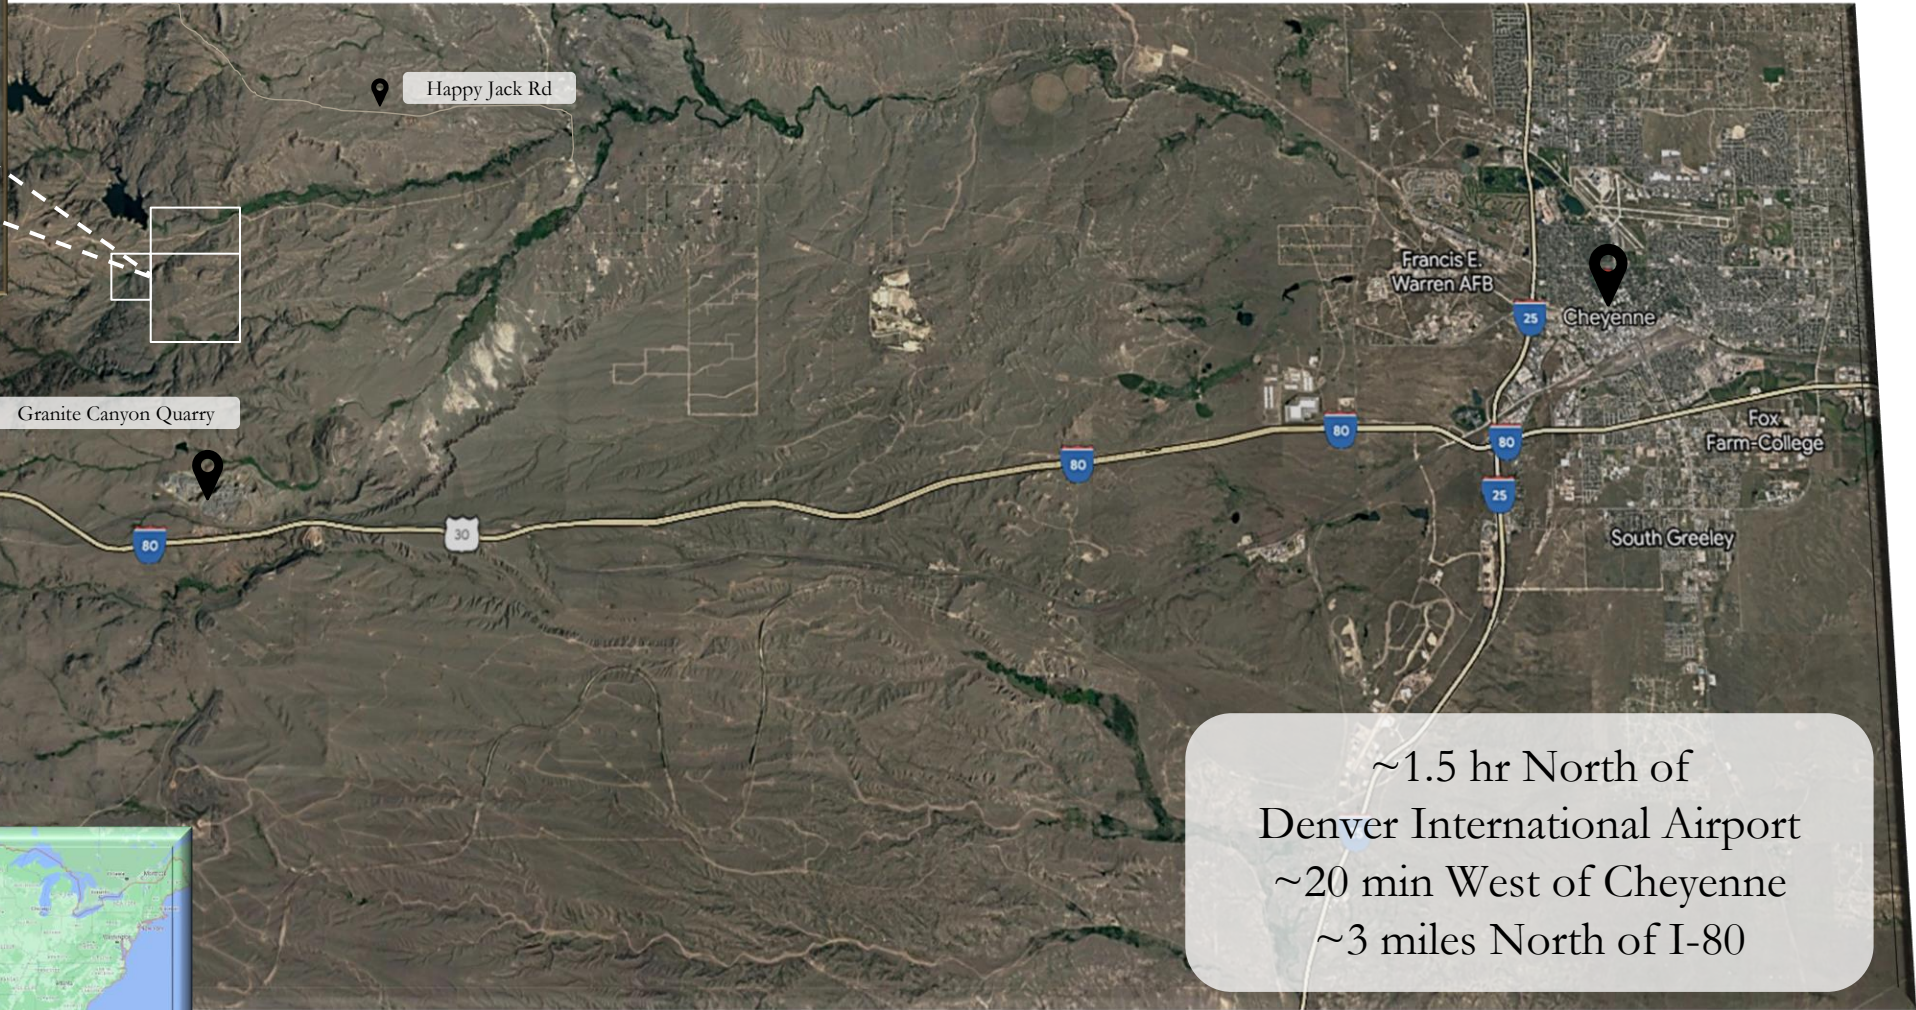 Happy Jack Rd
Francis E.
Warren AFB
25
Cheyenne
Granite Canyon Quarry
80
80
80
Fox
Farm-College
25
30
80
South Greeley
~1.5 hr North of
Denver International Airport
~20 min West of Cheyenne
~3 miles North of I-80